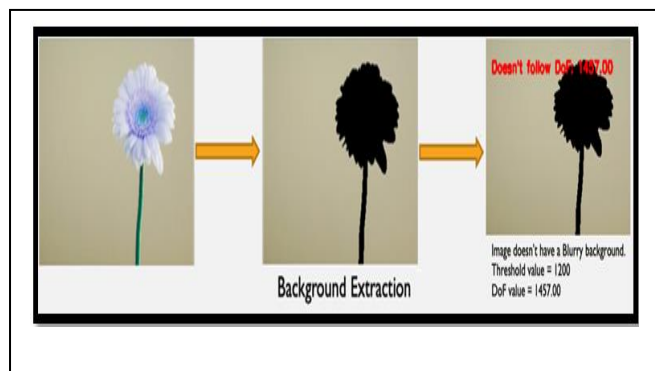 Doesn't follow DoF: 1457.00
Background Extraction
Image doesn't have a Blurry background.
Threshold value = 1200
DoF value = 1457.00